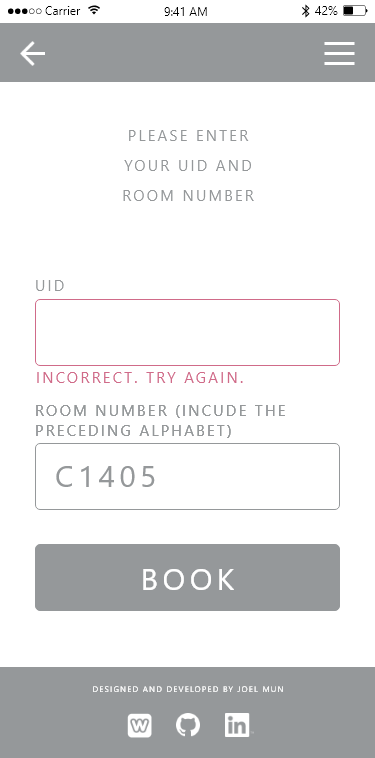 Carrier 9:41 AM 42%
PLEASE ENTER
YOUR UID AND
ROOM NUMBER
UID
INCORRECT. TRY AGAIN.
ROOM NUMBER (INCUDE THE
PRECEDING ALPHABET)
C1405
BOOK
DESIGNED AND DEVELOPED BY JOEL MUN
W in